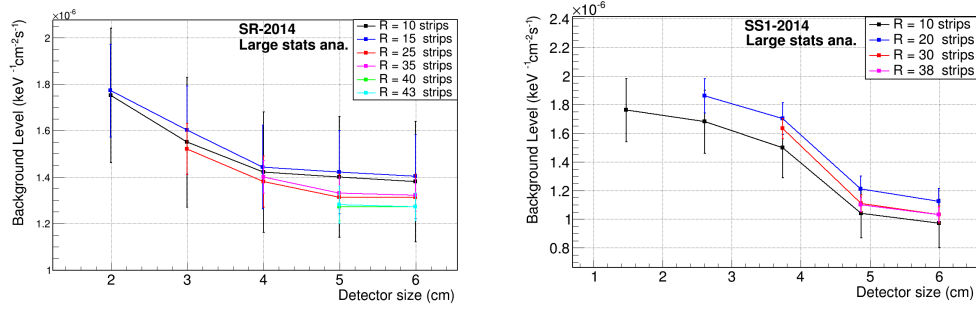 ×10⁻⁶
SR-2014
Large stats ana.
R = 10 strips
R = 15 strips
R = 25 strips
R = 35 strips
R = 40 strips
R = 43 strips
Background Level (keV⁻¹cm⁻²s⁻¹)
2
1.8
1.6
1.4
1.2
1
2 3 4 5 6
Detector size (cm)
×10⁻⁶
SS1-2014
Large stats ana.
R = 10 strips
R = 20 strips
R = 30 strips
R = 38 strips
Background Level (keV⁻¹cm⁻²s⁻¹)
2.4
2.2
2
1.8
1.6
1.4
1.2
1
0.8
1 2 3 4 5 6
Detector size (cm)